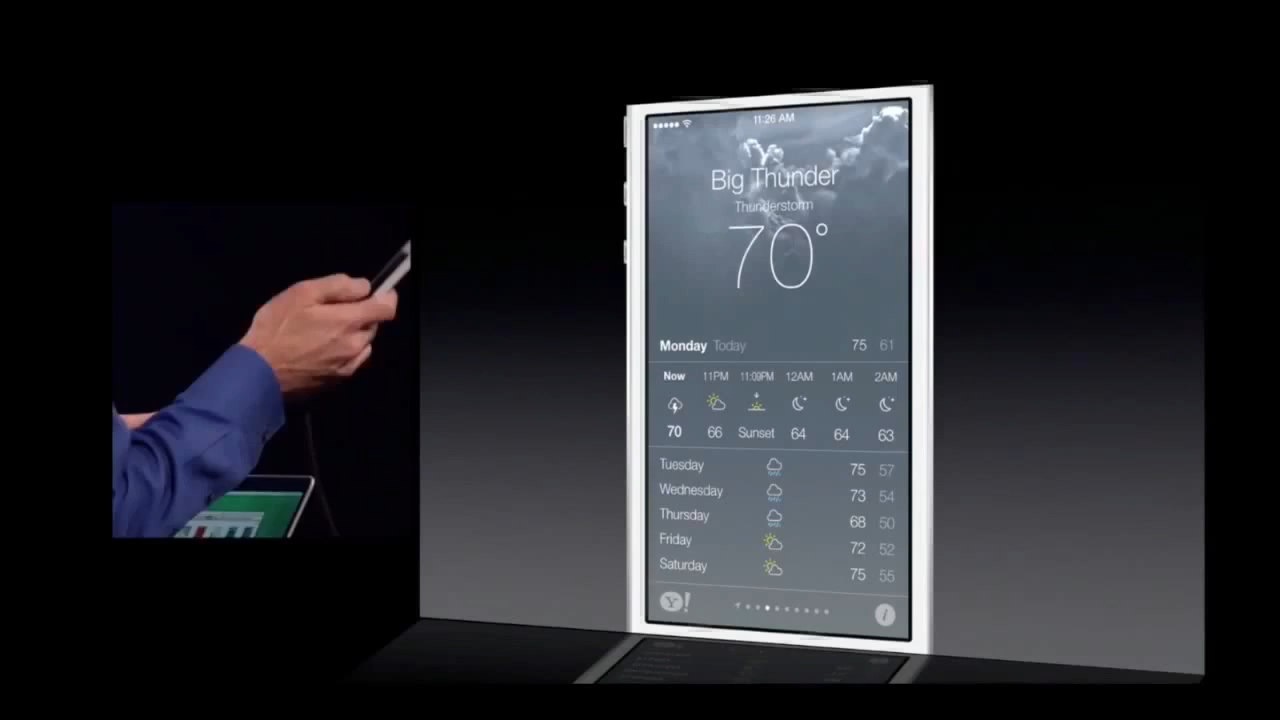 11:26 AM
Big Thunder
Thunderstorm
70°
Monday Today 75 61
Now 11PM 11:09PM 12AM 1AM 2AM
70 66 Sunset 64 64 63
Tuesday 75 57
Wednesday 73 54
Thursday 68 50
Friday 72 52
Saturday 75 55
Y! i